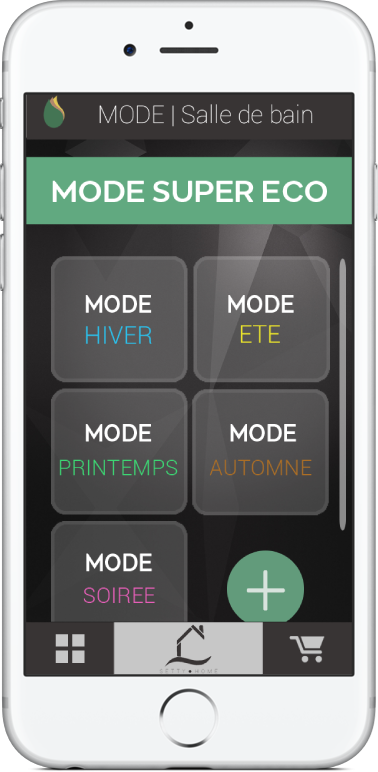 MODE | Salle de bain
MODE SUPER ECO
MODE
HIVER
MODE
ETE
MODE
PRINTEMPS
MODE
AUTOMNE
MODE
SOIREE